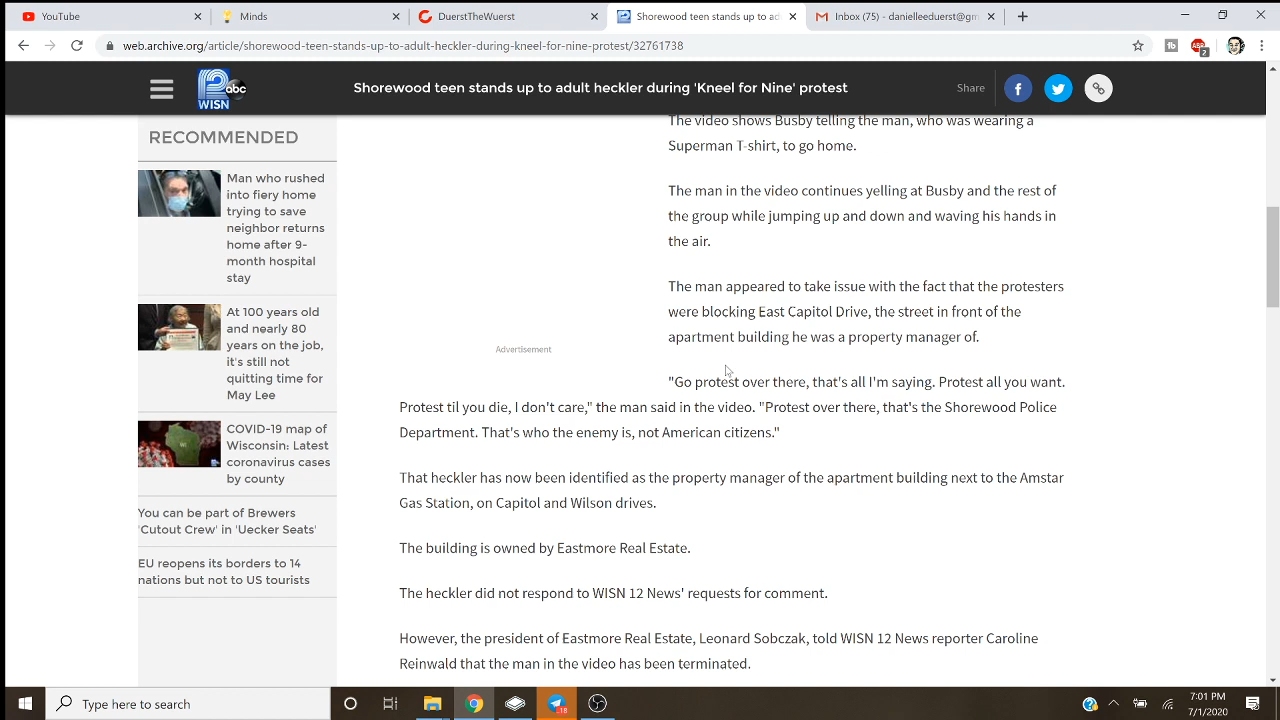 YouTube
Minds
DuerstTheWuerst
Shorewood teen stands up to ad
Inbox (75) - danielleeduerst@gm
web.archive.org/article/shorewood-teen-stands-up-to-adult-heckler-during-kneel-for-nine-protest/32761738
ABP
2
12
WISN
abc
Shorewood teen stands up to adult heckler during 'Kneel for Nine' protest
Share
RECOMMENDED
Man who rushed
into fiery home
trying to save
neighbor returns
home after 9-
month hospital
stay
At 100 years old
and nearly 80
years on the job,
it's still not
quitting time for
May Lee
COVID-19 map of
Wisconsin: Latest
coronavirus cases
by county
You can be part of Brewers
'Cutout Crew' in 'Uecker Seats'
EU reopens its borders to 14
nations but not to US tourists
Advertisement
The video shows Busby telling the man, who was wearing a
Superman T-shirt, to go home.
The man in the video continues yelling at Busby and the rest of
the group while jumping up and down and waving his hands in
the air.
The man appeared to take issue with the fact that the protesters
were blocking East Capitol Drive, the street in front of the
apartment building he was a property manager of.
"Go protest over there, that's all I'm saying. Protest all you want.
Protest til you die, I don't care," the man said in the video. "Protest over there, that's the Shorewood Police
Department. That's who the enemy is, not American citizens."
That heckler has now been identified as the property manager of the apartment building next to the Amstar
Gas Station, on Capitol and Wilson drives.
The building is owned by Eastmore Real Estate.
The heckler did not respond to WISN 12 News' requests for comment.
However, the president of Eastmore Real Estate, Leonard Sobczak, told WISN 12 News reporter Caroline
Reinwald that the man in the video has been terminated.
Type here to search
18
7:01 PM
7/1/2020